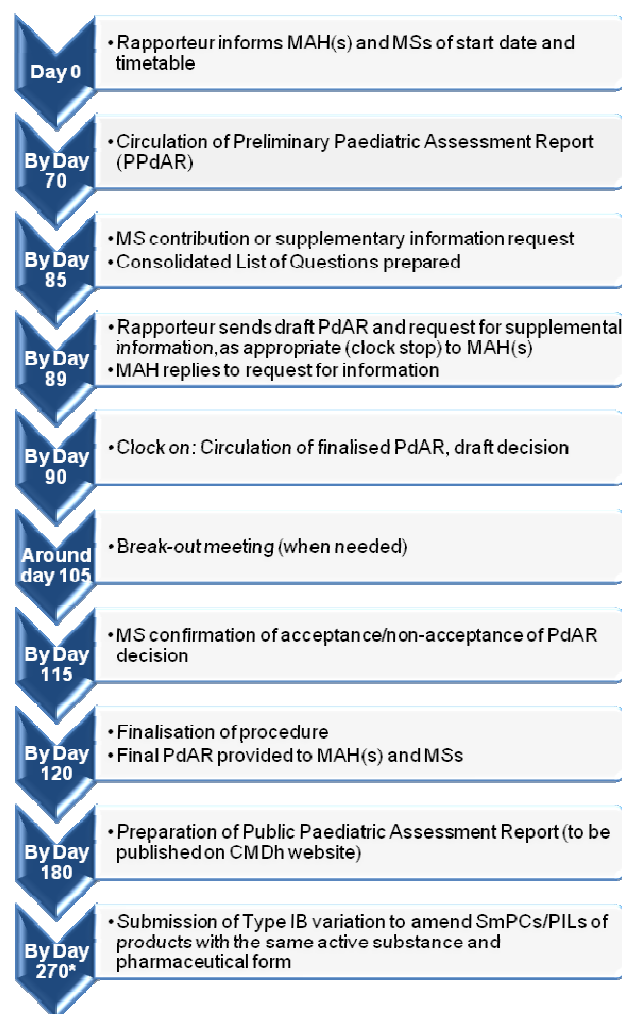 Day 0
•Rapporteur informs MAH(s) and MSs of start date and
timetable
By Day
70
•Circulation of Preliminary Paediatric Assessment Report
(PPdAR)
By Day
85
•MS contribution or supplementary information request
•Consolidated List of Questions prepared
By Day
89
•Rapporteur sends draft PdAR and request for supplemental
information, as appropriate (clock stop) to MAH(s)
•MAH replies to request for information
By Day
90
•Clock on: Circulation of finalised PdAR, draft decision
Around
day 105
•Break-out meeting (when needed)
By Day
115
•MS confirmation of acceptance/non-acceptance of PdAR
decision
By Day
120
•Finalisation of procedure
•Final PdAR provided to MAH(s) and MSs
By Day
180
•Preparation of Public Paediatric Assessment Report (to be
published on CMDh website)
By Day
270*
•Submission of Type IB variation to amend SmPCs/PILs of
products with the same active substance and
pharmaceutical form